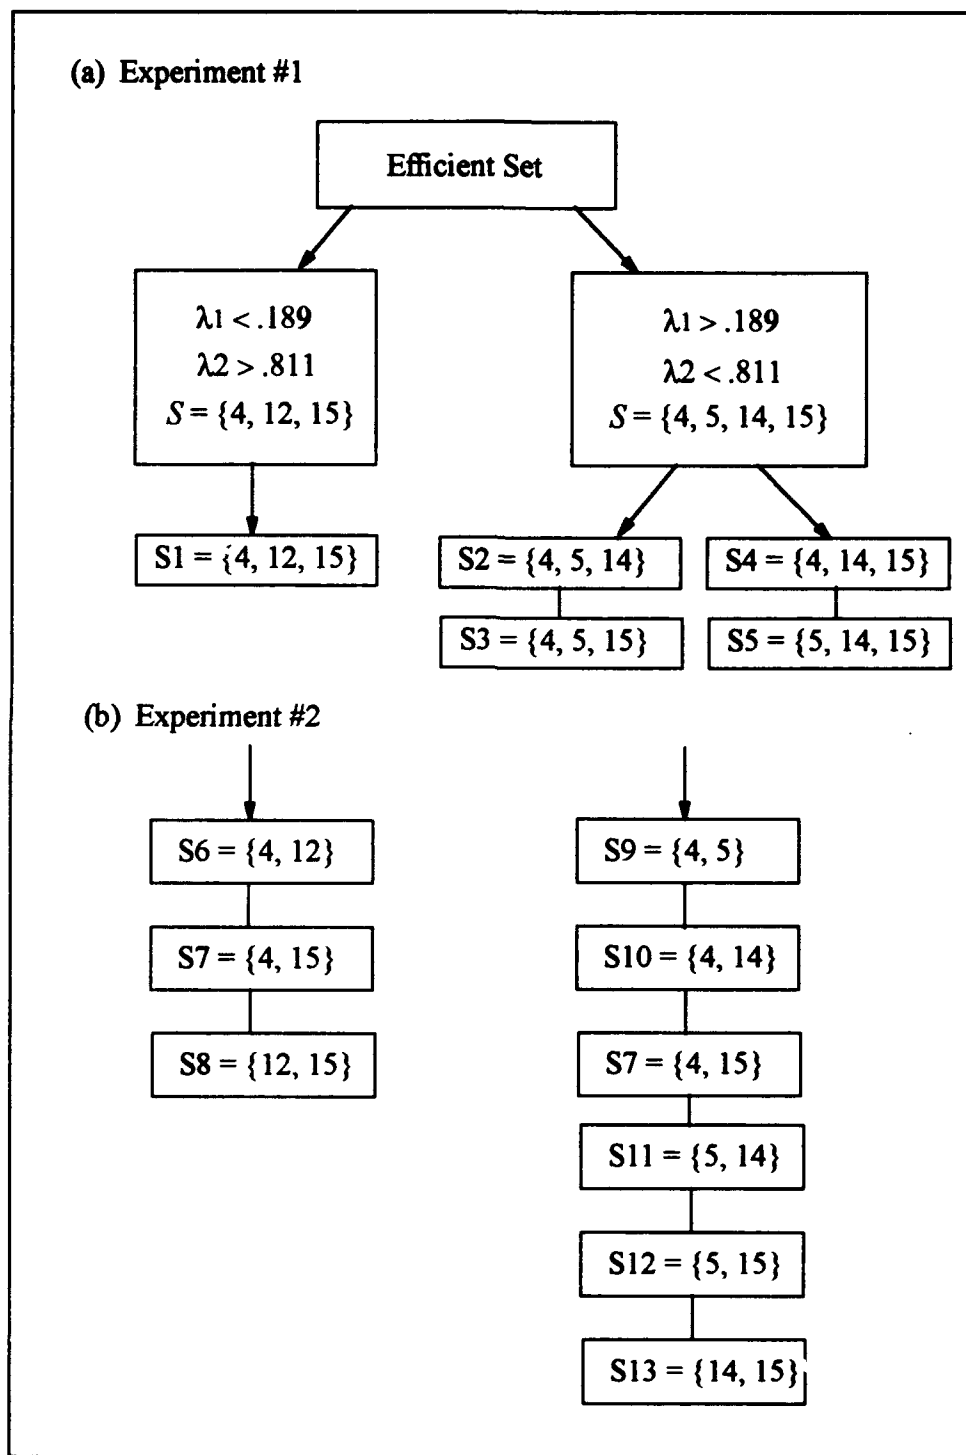 (a) Experiment #1
Efficient Set
λ1 < .189
λ2 > .811
S = {4, 12, 15}
λ1 > .189
λ2 < .811
S = {4, 5, 14, 15}
S1 = {4, 12, 15}
S2 = {4, 5, 14}
S4 = {4, 14, 15}
S3 = {4, 5, 15}
S5 = {5, 14, 15}
(b) Experiment #2
S6 = {4, 12}
S7 = {4, 15}
S8 = {12, 15}
S9 = {4, 5}
S10 = {4, 14}
S7 = {4, 15}
S11 = {5, 14}
S12 = {5, 15}
S13 = {14, 15}